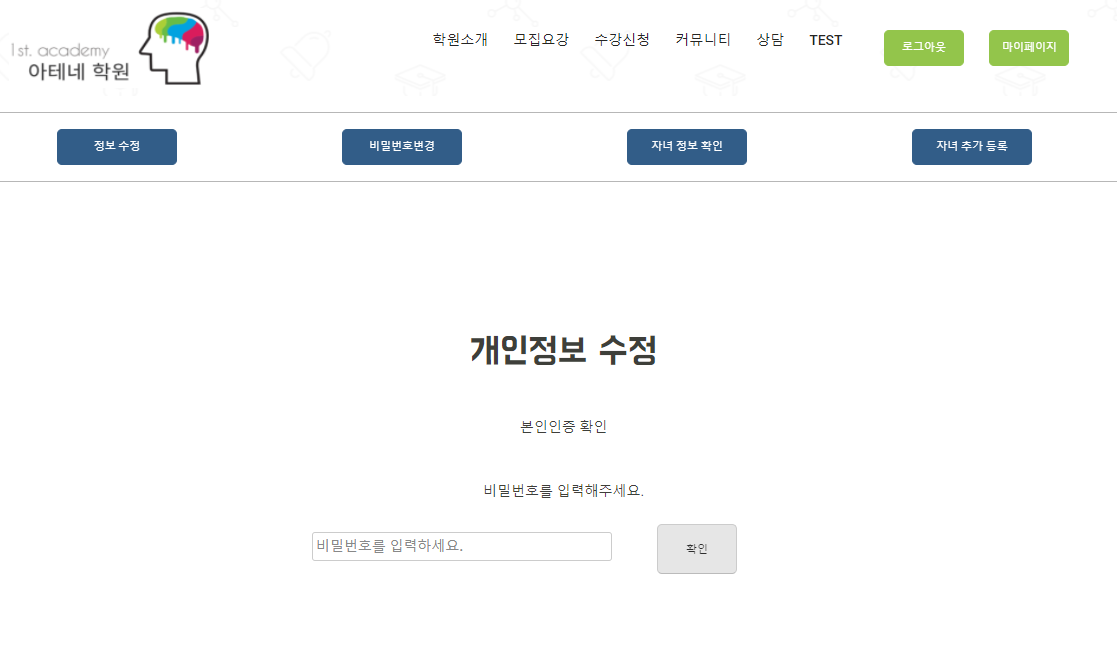 1st. academy
아테네 학원
학원소개 모집요강 수강신청 커뮤니티 상담 TEST 로그아웃 마이페이지
정보 수정 비밀번호변경 자녀 정보 확인 자녀 추가 등록
개인정보 수정
본인인증 확인
비밀번호를 입력해주세요.
비밀번호를 입력하세요. 확인